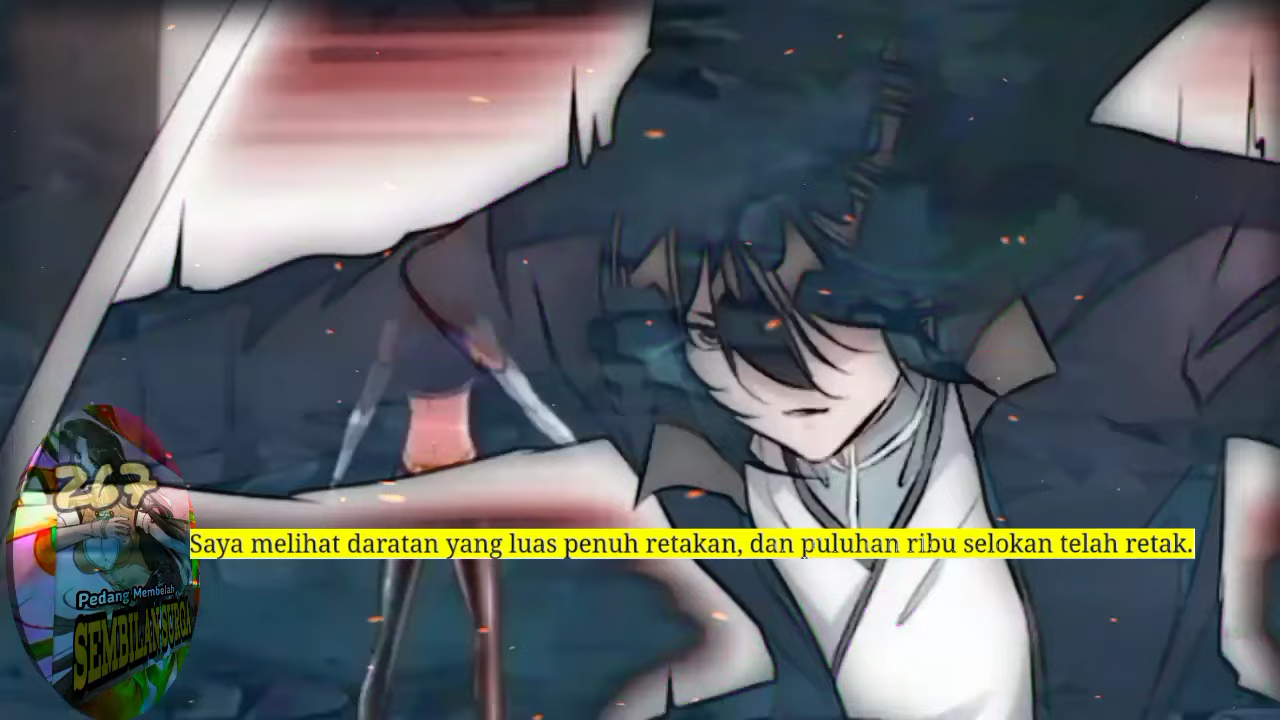 267
Saya melihat daratan yang luas penuh retakan, dan puluhan ribu selokan telah retak.
Pedang Membelah
SEMBILAN SURGA